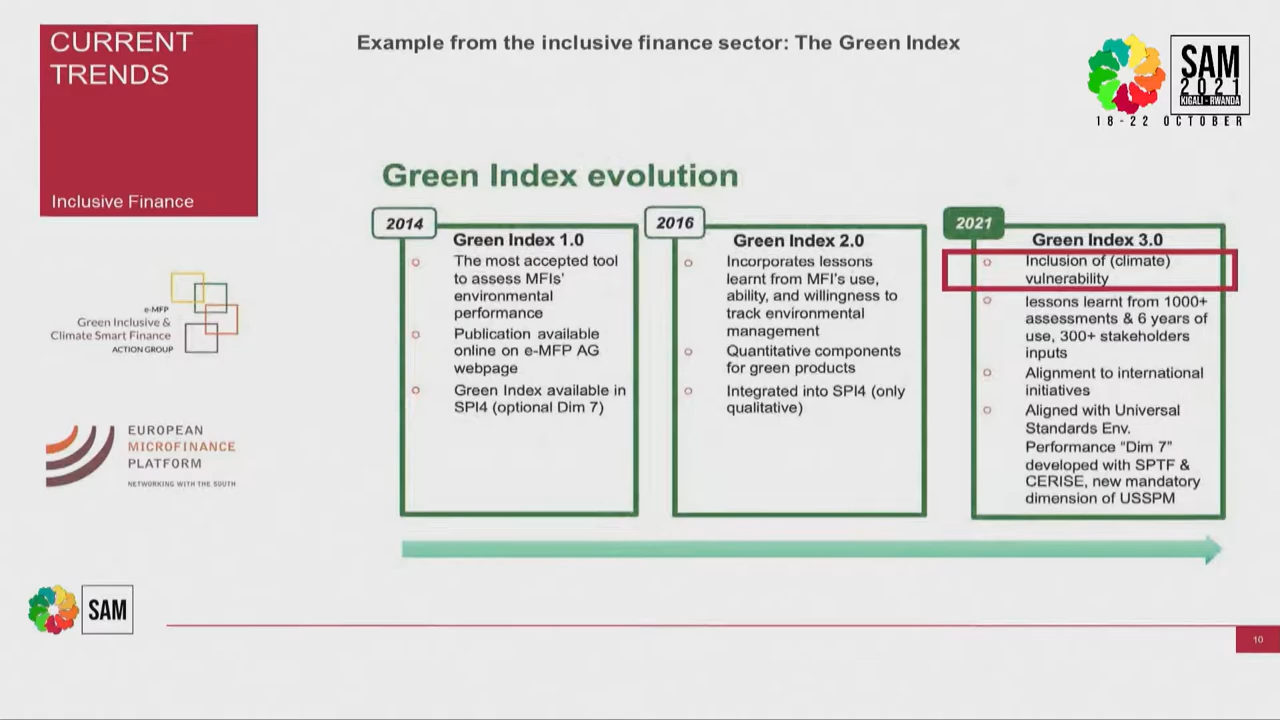 CURRENT
TRENDS
Inclusive Finance
Example from the inclusive finance sector: The Green Index
SAM
2021
KIGALI - RWANDA
18-22 OCTOBER
e-MFP
Green Inclusive &
Climate Smart Finance
ACTION GROUP
EUROPEAN
MICROFINANCE
PLATFORM
NETWORKING WITH THE SOUTH
Green Index evolution
2014
Green Index 1.0
The most accepted tool
to assess MFIs'
environmental
performance
Publication available
online on e-MFP AG
webpage
Green Index available in
SPI4 (optional Dim 7)
2016
Green Index 2.0
Incorporates lessons
learnt from MFI's use,
ability, and willingness to
track environmental
management
Quantitative components
for green products
Integrated into SPI4 (only
qualitative)
2021
Green Index 3.0
Inclusion of (climate)
vulnerability
lessons learnt from 1000+
assessments & 6 years of
use, 300+ stakeholders
inputs
Alignment to international
initiatives
Aligned with Universal
Standards Env.
Performance "Dim 7"
developed with SPTF &
CERISE, new mandatory
dimension of USSPM
SAM
10